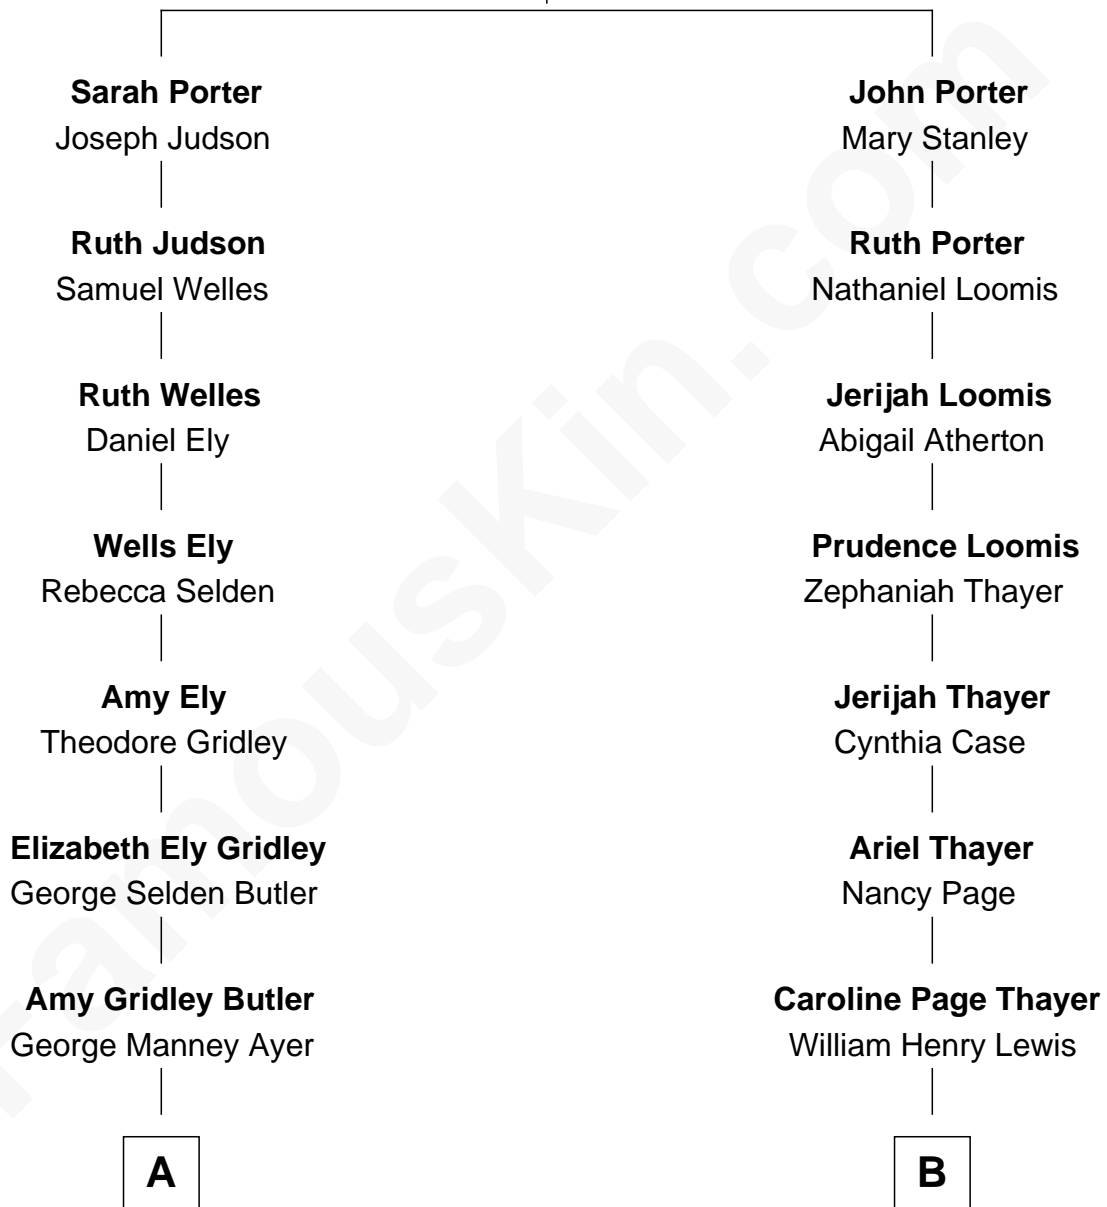 Sarah Porter
Joseph Judson
Ruth Judson
Samuel Welles
Ruth Welles
Daniel Ely
Wells Ely
Rebecca Selden
Amy Ely
Theodore Gridley
Elizabeth Ely Gridley
George Selden Butler
Amy Gridley Butler
George Manney Ayer
A
John Porter
Mary Stanley
Ruth Porter
Nathaniel Loomis
Jerijah Loomis
Abigail Atherton
Prudence Loomis
Zephaniah Thayer
Jerijah Thayer
Cynthia Case
Ariel Thayer
Nancy Page
Caroline Page Thayer
William Henry Lewis
B
FamousKin.com